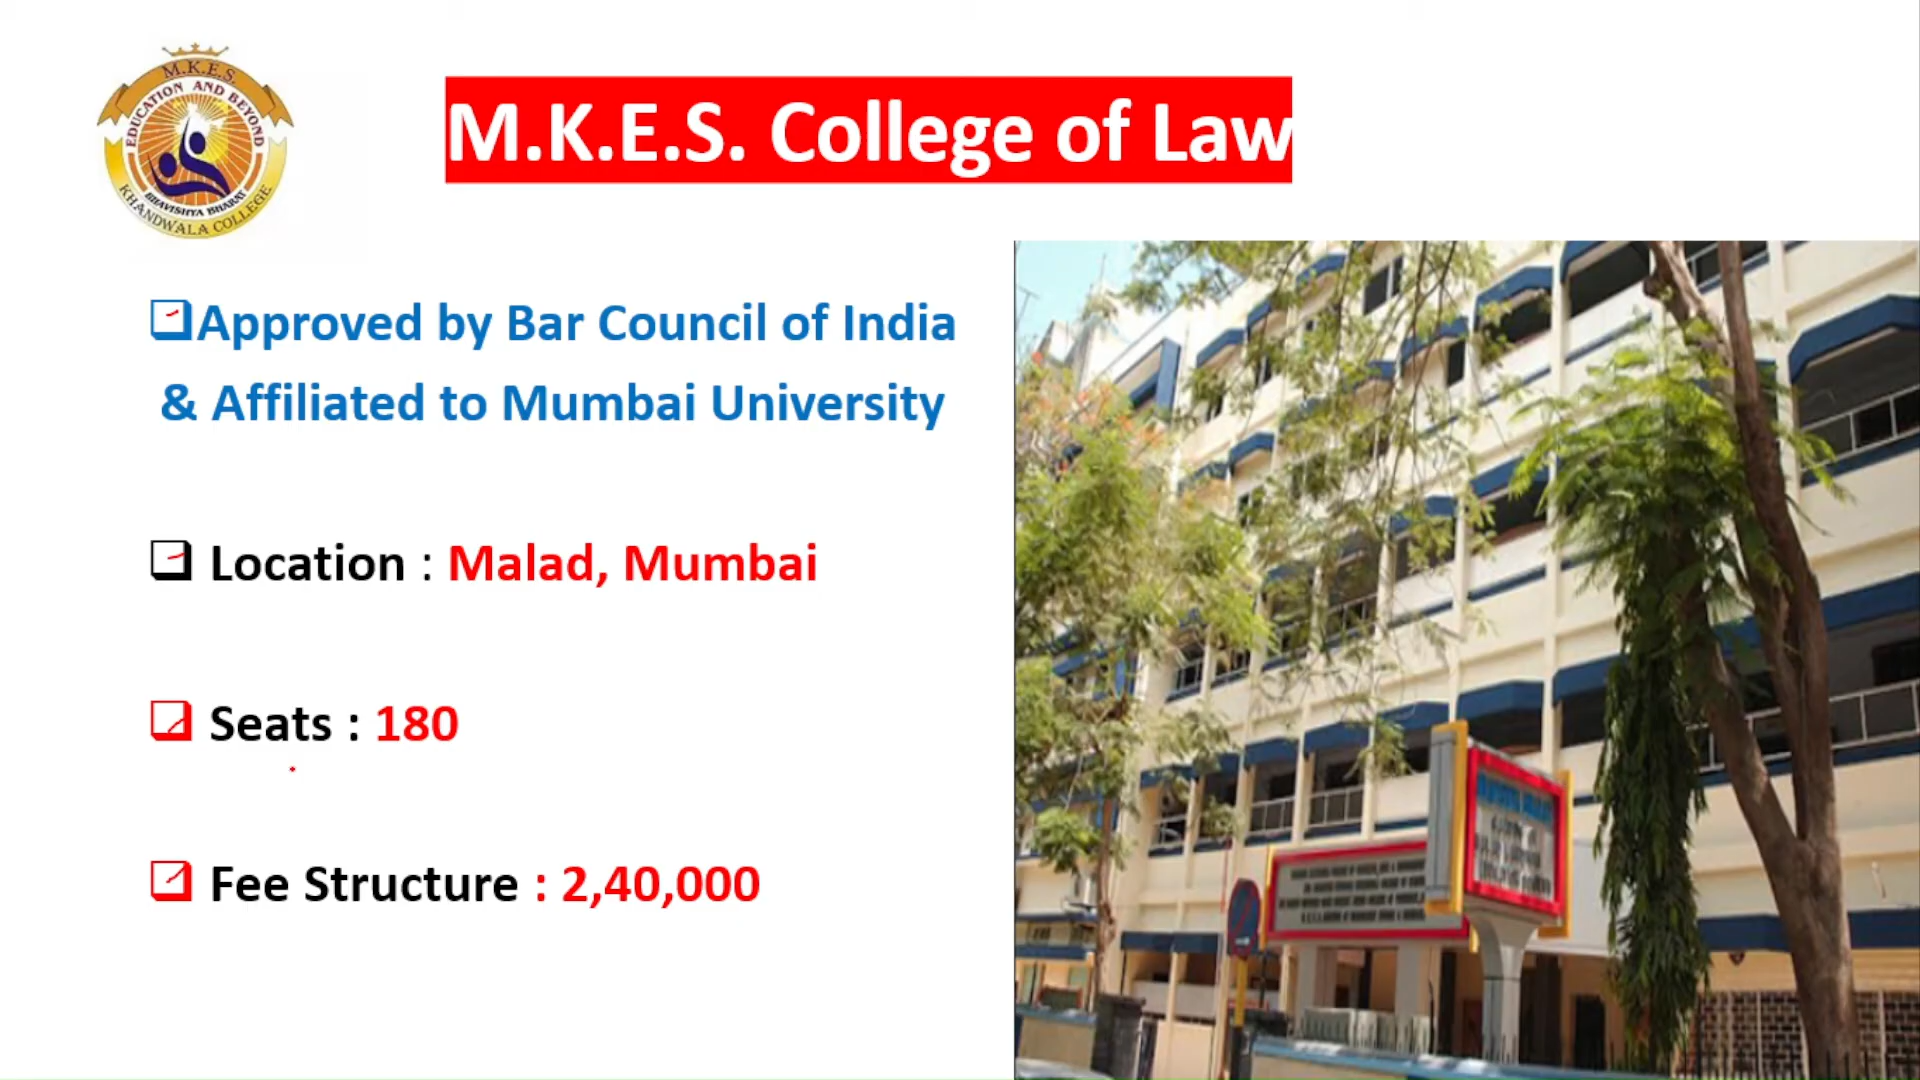 M.K.E.S.
EDUCATION AND BEYOND
BHAVISHYA BHARAT
KHANDWALA COLLEGE
M.K.E.S. College of Law
Approved by Bar Council of India
& Affiliated to Mumbai University
Location : Malad, Mumbai
Seats : 180
Fee Structure : 2,40,000